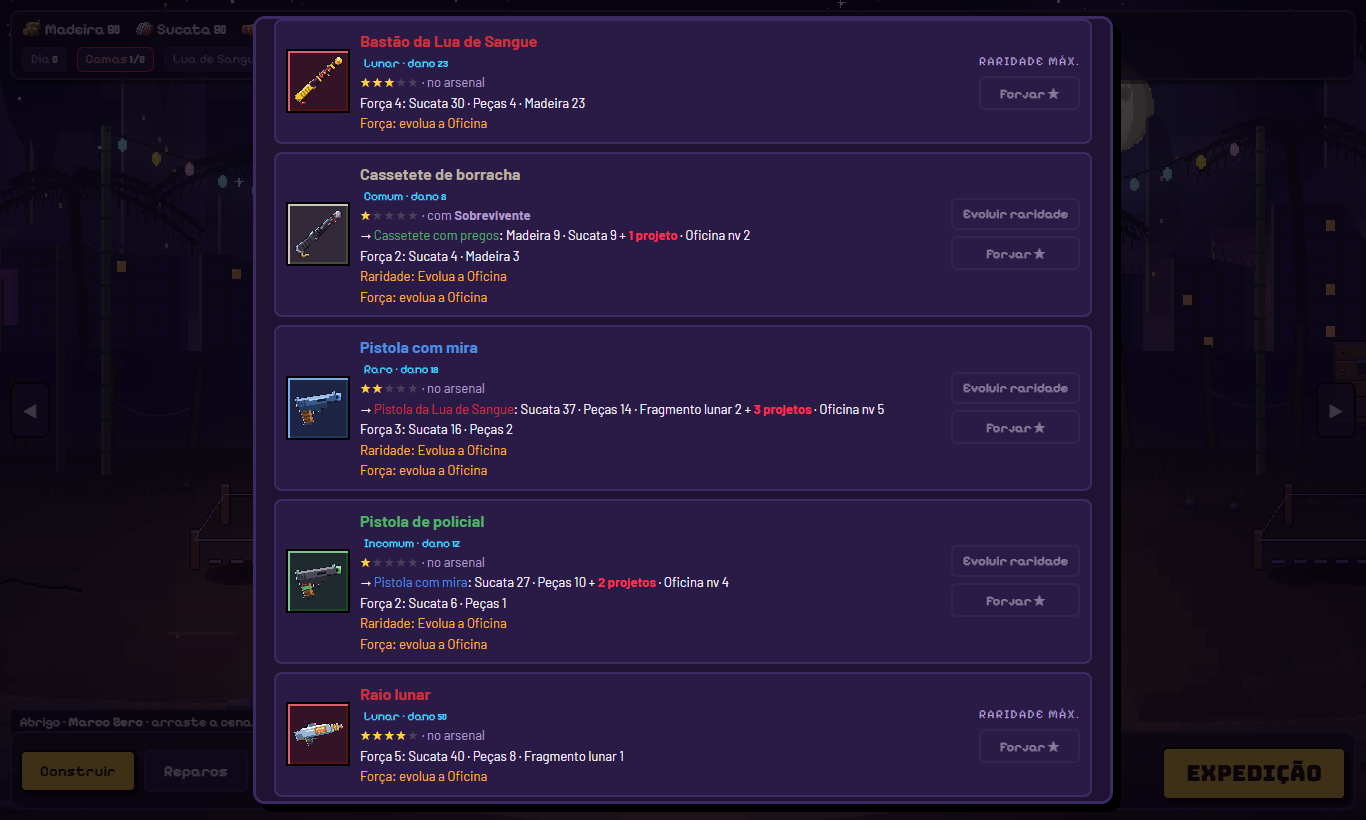 Madeira 90 Sucata 90
Dia 0 Camas 1/0 Lua de Sangu
Bastão da Lua de Sangue
Lunar · dano 23
★★★★★ · no arsenal
Força 4: Sucata 30 · Peças 4 · Madeira 23
Força: evolua a Oficina
RARIDADE MÁX.
Forjar ★
Cassetete de borracha
Comum · dano 8
★★★★★ · com Sobrevivente
→ Cassetete com pregos: Madeira 9 · Sucata 9 + 1 projeto · Oficina nv 2
Força 2: Sucata 4 · Madeira 3
Raridade: Evolua a Oficina
Força: evolua a Oficina
Evoluir raridade
Forjar ★
Pistola com mira
Raro · dano 18
★★★★★ · no arsenal
→ Pistola da Lua de Sangue: Sucata 37 · Peças 14 · Fragmento lunar 2 + 3 projetos · Oficina nv 5
Força 3: Sucata 16 · Peças 2
Raridade: Evolua a Oficina
Força: evolua a Oficina
Evoluir raridade
Forjar ★
Pistola de policial
Incomum · dano 12
★★★★★ · no arsenal
→ Pistola com mira: Sucata 27 · Peças 10 + 2 projetos · Oficina nv 4
Força 2: Sucata 6 · Peças 1
Raridade: Evolua a Oficina
Força: evolua a Oficina
Evoluir raridade
Forjar ★
Raio lunar
Lunar · dano 50
★★★★★ · no arsenal
Força 5: Sucata 40 · Peças 8 · Fragmento lunar 1
Força: evolua a Oficina
RARIDADE MÁX.
Forjar ★
Abrigo · Marco Zero · arraste a cena.
Construir
Reparos
EXPEDIÇÃO